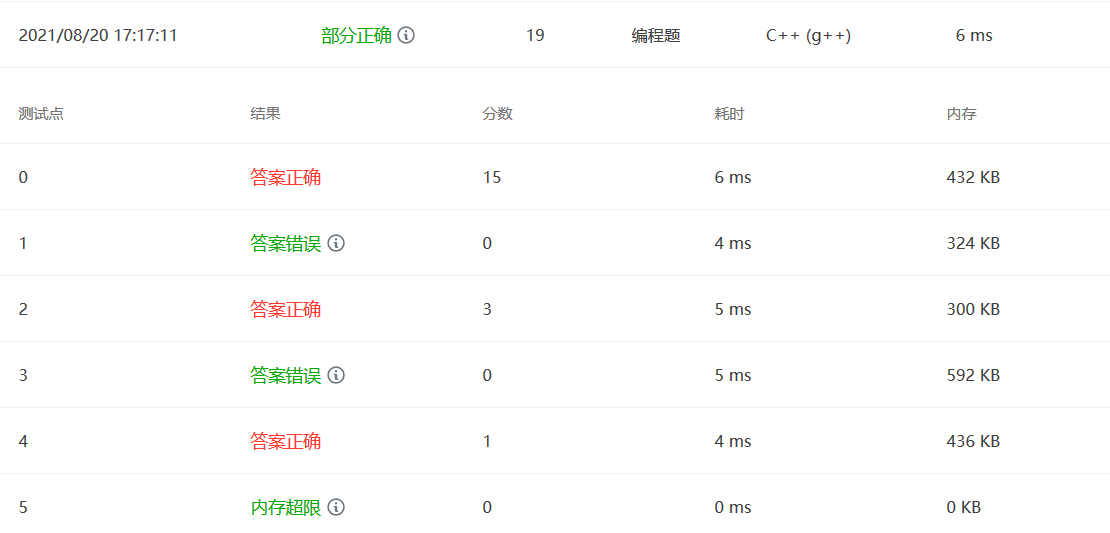 2021/08/20 17:17:11 部分正确 19 编程题 C++ (g++) 6 ms
测试点 结果 分数 耗时 内存
0 答案正确 15 6 ms 432 KB
1 答案错误 0 4 ms 324 KB
2 答案正确 3 5 ms 300 KB
3 答案错误 0 5 ms 592 KB
4 答案正确 1 4 ms 436 KB
5 内存超限 0 0 ms 0 KB